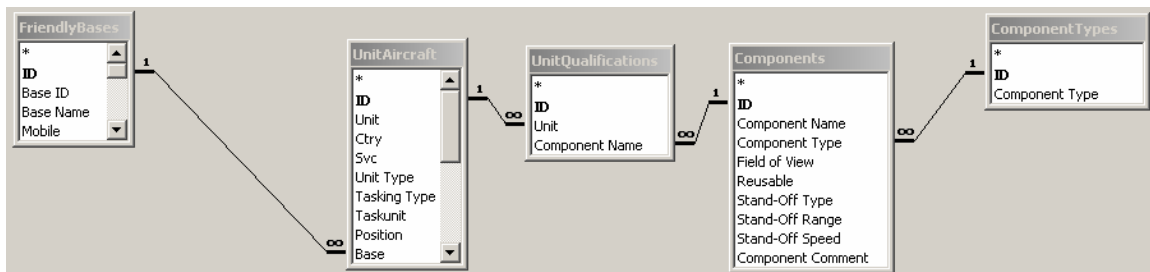 FriendlyBases
*
ID
Base ID
Base Name
Mobile
1
∞
UnitAircraft
*
ID
Unit
Ctry
Svc
Unit Type
Tasking Type
Taskunit
Position
Base
1
∞
UnitQualifications
*
ID
Unit
Component Name
1
∞
Components
*
ID
Component Name
Component Type
Field of View
Reusable
Stand-Off Type
Stand-Off Range
Stand-Off Speed
Component Comment
1
∞
ComponentTypes
*
ID
Component Type